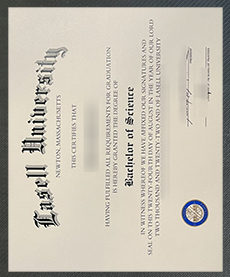 Lasell University
NEWTON, MASSACHUSETTS
THIS CERTIFIES THAT
HAVING FULFILLED ALL REQUIREMENTS FOR GRADUATION
IS HEREBY GRANTED THE DEGREE OF
Bachelor of Science
IN WITNESS WHEREOF WE HAVE AFFIXED OUR SIGNATURES AND
SEAL ON THIS TWENTY-FOURTH DAY OF AUGUST IN THE YEAR OF OUR LORD
TWO THOUSAND AND TWENTY TWO AND OF LASELL UNIVERSITY